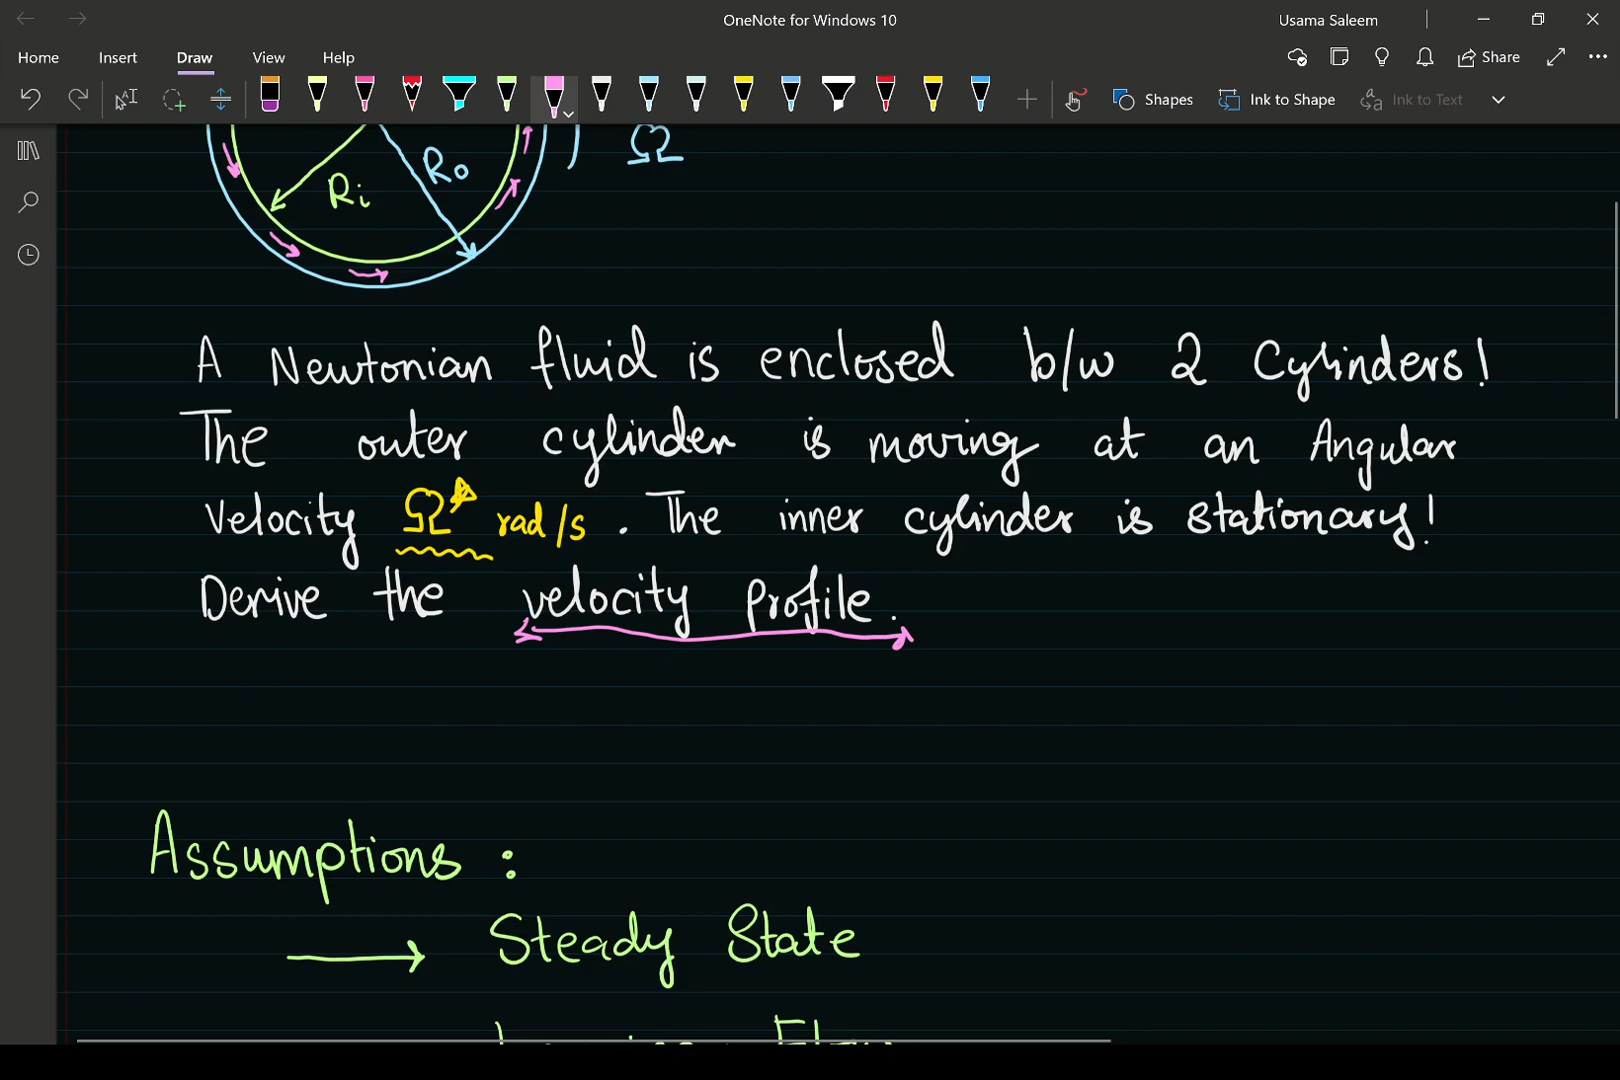 OneNote for Windows 10
Usama Saleem
Home Insert Draw View Help
Share
Shapes Ink to Shape Ink to Text
Ω
Ro
Ri
A Newtonian fluid is enclosed b/w 2 Cylinders!
The outer cylinder is moving at an Angular
Velocity Ω rad/s. The inner cylinder is stationary!
Derive the velocity Profile.
Assumptions :
→ Steady State